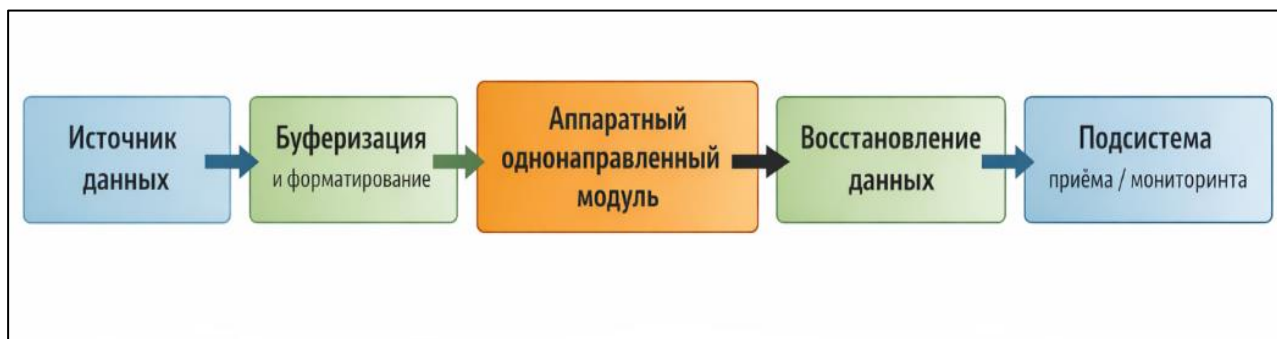 Источник
данных
Буферизация
и форматирование
Аппаратный
однонаправленный
модуль
Восстановление
данных
Подсистема
приёма / мониторинта